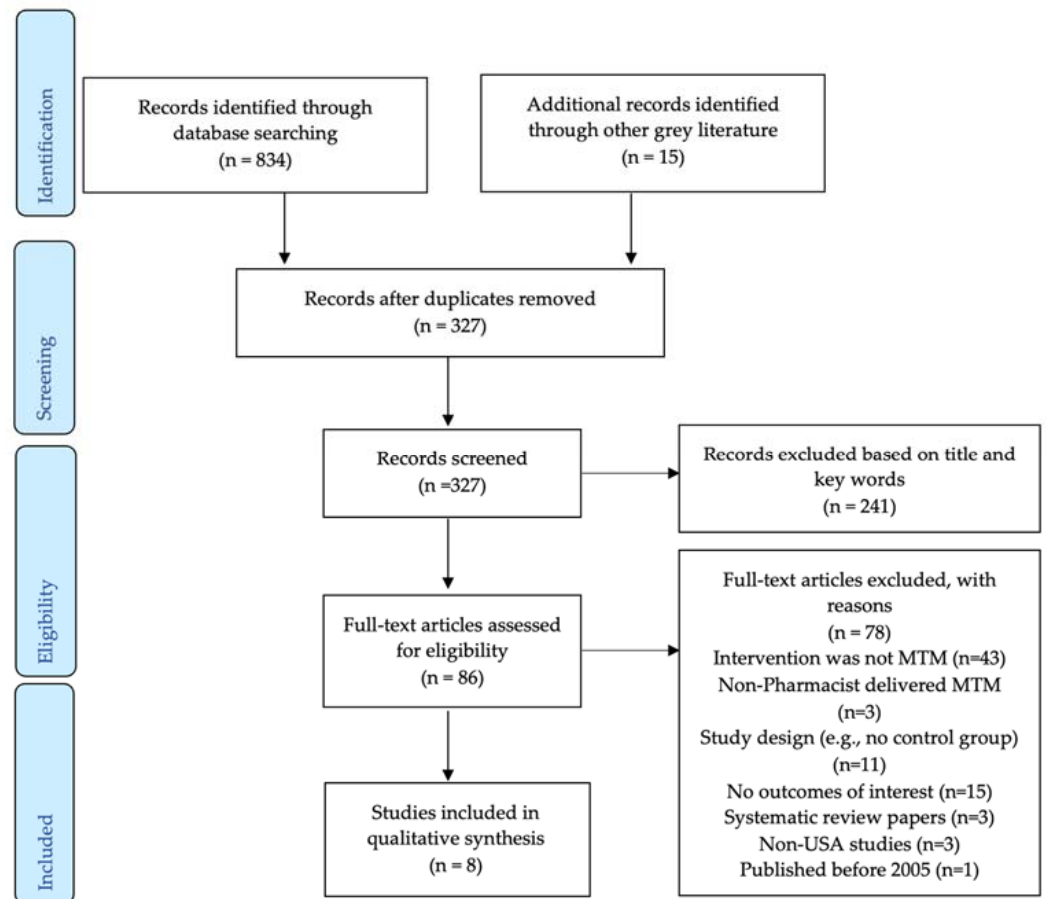 Identification
Records identified through
database searching
(n = 834)
Additional records identified
through other grey literature
(n = 15)
Screening
Records after duplicates removed
(n = 327)
Records screened
(n =327)
Records excluded based on title and
key words
(n = 241)
Eligibility
Full-text articles assessed
for eligibility
(n = 86)
Full-text articles excluded, with
reasons
(n = 78)
Intervention was not MTM (n=43)
Non-Pharmacist delivered MTM
(n=3)
Study design (e.g., no control group)
(n=11)
No outcomes of interest (n=15)
Systematic review papers (n=3)
Non-USA studies (n=3)
Published before 2005 (n=1)
Included
Studies included in
qualitative synthesis
(n = 8)